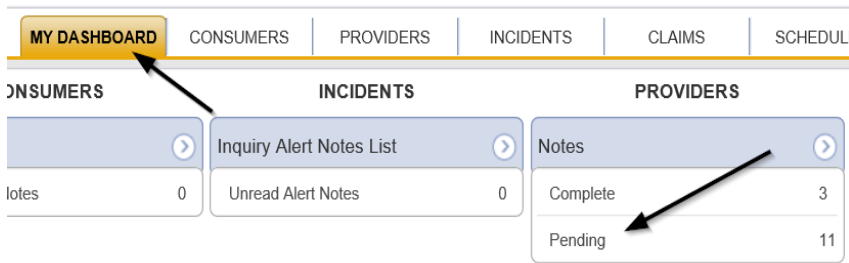 MY DASHBOARD CONSUMERS PROVIDERS INCIDENTS CLAIMS SCHEDUL
ONSUMERS INCIDENTS PROVIDERS
Inquiry Alert Notes List Notes
lotes 0 Unread Alert Notes 0 Complete 3
Pending 11